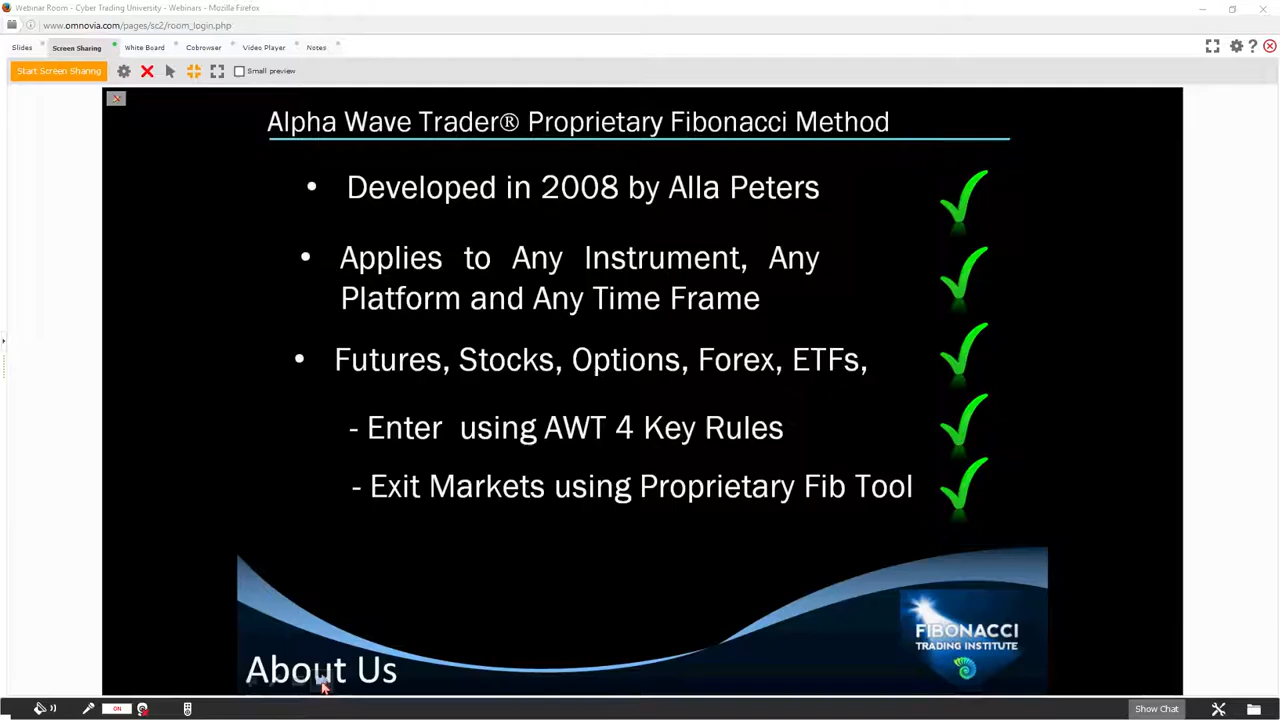 Webinar Room - Cyber Trading University - Webinars - Mozilla Firefox
www.omnovia.com/pages/sc2/room_login.php
Slides Screen Sharing White Board Cobrowser Video Player Notes
Start Screen Sharing Small preview
Alpha Wave Trader® Proprietary Fibonacci Method
• Developed in 2008 by Alla Peters
• Applies to Any Instrument, Any
Platform and Any Time Frame
• Futures, Stocks, Options, Forex, ETFs,
- Enter using AWT 4 Key Rules
- Exit Markets using Proprietary Fib Tool
FIBONACCI
TRADING INSTITUTE
About Us
ON Show Chat